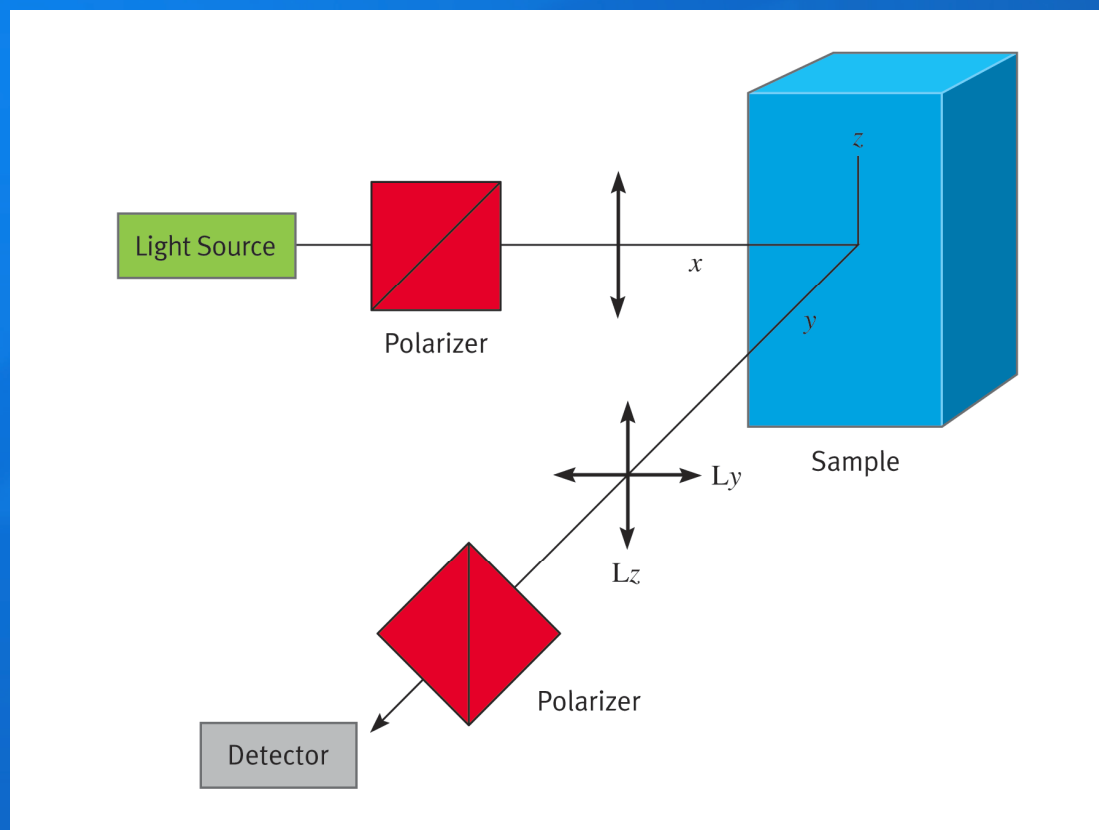 z
Light Source
x
Polarizer
y
Sample
Ly
Lz
Polarizer
Detector